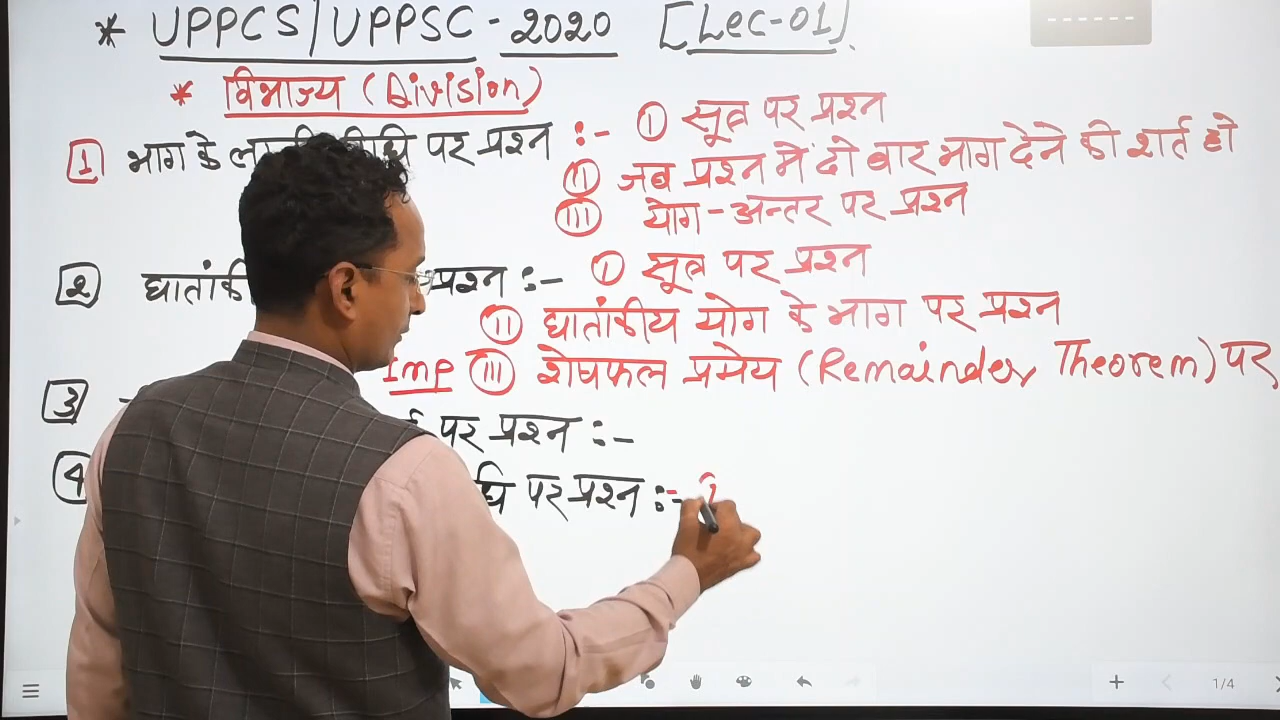 * UPPCS/UPPSC - 2020 [Lec-01].
* विभाज्य (Division)
1 भाग के पर प्रश्न :- I सूत्र पर प्रश्न
II जब प्रश्न में दो बार भाग देने की शर्त हो
III योग-अन्तर पर प्रश्न
2 प्रश्न :- I सूत्र पर प्रश्न
II घातांकीय योग के भाग पर प्रश्न
Imp III शेषफल प्रमेय (Remainder Theorem) पर
3 पर प्रश्न :-
4 पर प्रश्न :-
1/4